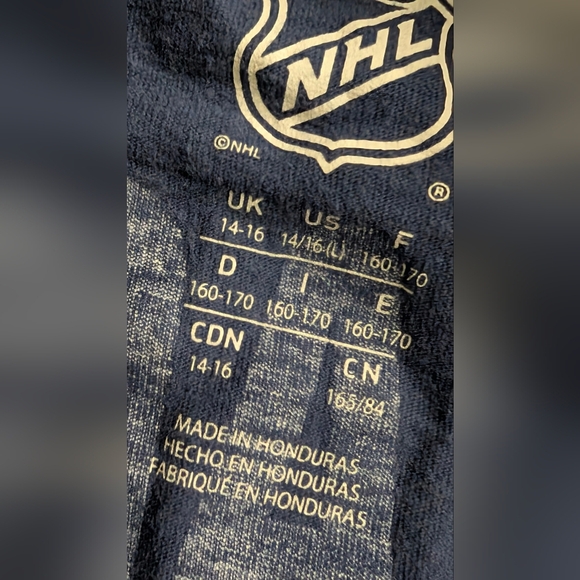 NHL
©NHL
®
UK US F
14-16 14/16 (L) 160-170
D I E
160-170 160-170 160-170
CDN CN
14-16 165/84
MADE IN HONDURAS
HECHO EN HONDURAS
FABRIQUÉ EN HONDURAS